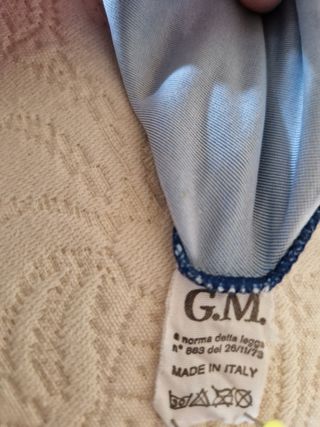 G.M.
a norma della legge
n° 883 del 26/11/73
MADE IN ITALY